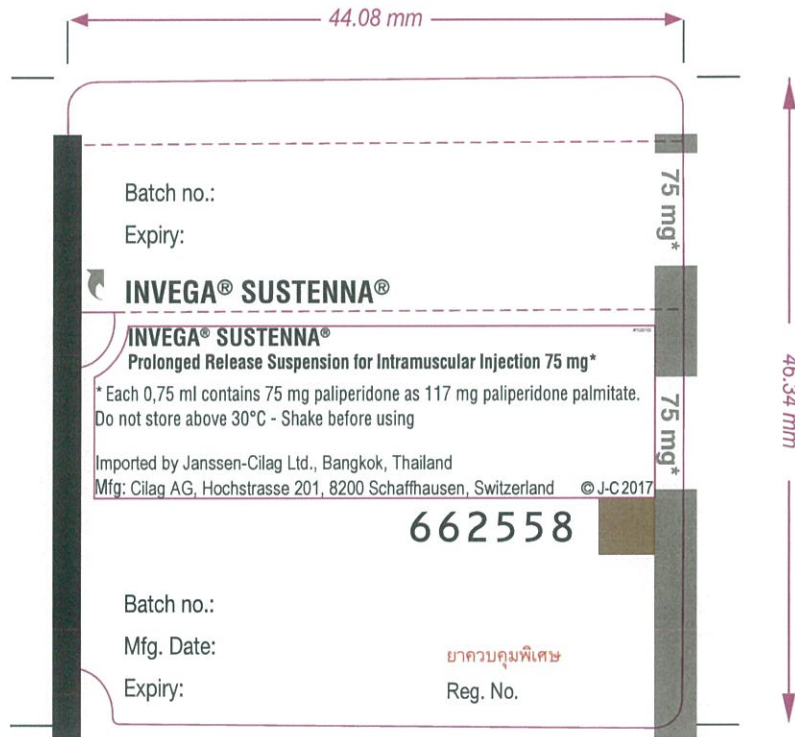 44.08 mm
Batch no.:
Expiry:
75 mg*
INVEGA® SUSTENNA®
INVEGA® SUSTENNA®
Prolonged Release Suspension for Intramuscular Injection 75 mg*
* Each 0,75 ml contains 75 mg paliperidone as 117 mg paliperidone palmitate.
Do not store above 30°C - Shake before using
75 mg*
46.34 mm
Imported by Janssen-Cilag Ltd., Bangkok, Thailand
Mfg: Cilag AG, Hochstrasse 201, 8200 Schaffhausen, Switzerland © J-C 2017
662558
Batch no.:
Mfg. Date:
ยาควบคุมพิเศษ
Expiry:
Reg. No.